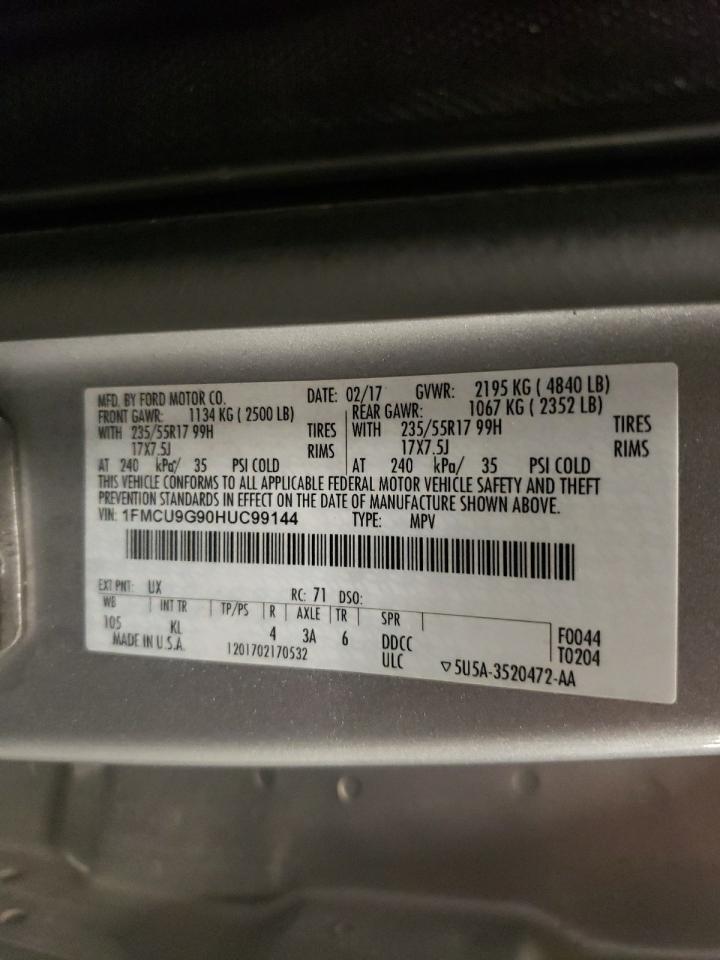 MFD. BY FORD MOTOR CO. DATE: 02/17 GVWR: 2195 KG ( 4840 LB)
FRONT GAWR: 1134 KG ( 2500 LB) REAR GAWR: 1067 KG ( 2352 LB)
WITH 235/55R17 99H TIRES WITH 235/55R17 99H TIRES
17X7.5J RIMS 17X7.5J RIMS
AT 240 kPa/ 35 PSI COLD AT 240 kPa/ 35 PSI COLD
THIS VEHICLE CONFORMS TO ALL APPLICABLE FEDERAL MOTOR VEHICLE SAFETY AND THEFT
PREVENTION STANDARDS IN EFFECT ON THE DATE OF MANUFACTURE SHOWN ABOVE.
VIN: 1FMCU9G90HUC99144 TYPE: MPV
EXT PNT: UX RC: 71 DSO:
WB INT TR TP/PS R AXLE TR SPR
105 KL 4 3A 6 DDCC F0044
MADE IN U.S.A. 1201702170532 ULC T0204
▽5U5A-3520472-AA